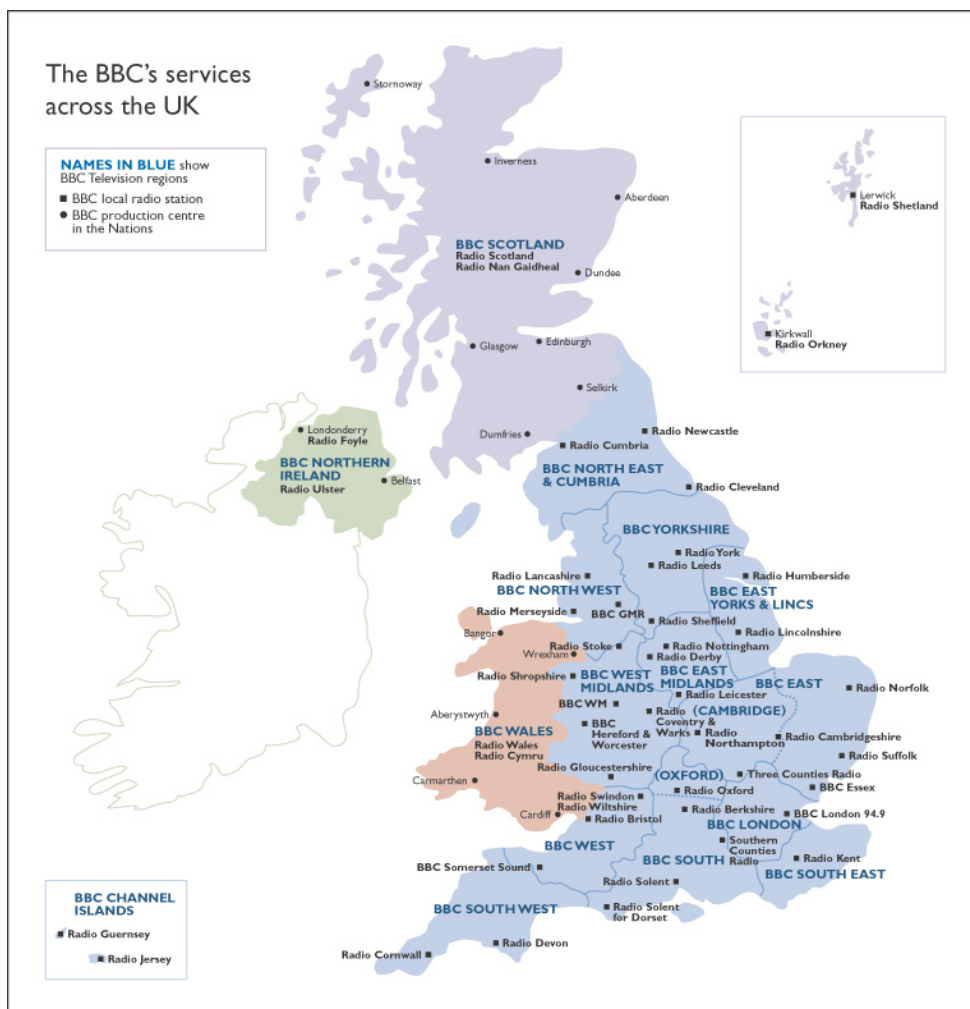 The BBC's services
across the UK
NAMES IN BLUE show
BBC Television regions
BBC local radio station
BBC production centre
in the Nations
Stornoway
Inverness
Aberdeen
BBC SCOTLAND
Radio Scotland
Radio Nan Gaidheal
Dundee
Glasgow
Edinburgh
Selkirk
Dumfries
Lerwick
Radio Shetland
Kirkwall
Radio Orkney
Londonderry
Radio Foyle
BBC NORTHERN
IRELAND
Radio Ulster
Belfast
Radio Newcastle
Radio Cumbria
BBC NORTH EAST
& CUMBRIA
Radio Cleveland
BBC YORKSHIRE
Radio York
Radio Leeds
Radio Lancashire
BBC NORTH WEST
Radio Humberside
BBC EAST
YORKS & LINCS
Radio Merseyside
BBC GMR
Radio Sheffield
Radio Lincolnshire
Bangor
Wrexham
Radio Stoke
Radio Nottingham
Radio Derby
Radio Shropshire
BBC WEST
MIDLANDS
BBC EAST
MIDLANDS
BBC EAST
Radio Norfolk
Radio Leicester
BBC WM
(CAMBRIDGE)
Aberystwyth
Radio
Coventry &
Warks
BBC
Hereford &
Worcester
Radio
Northampton
Radio Cambridgeshire
BBC WALES
Radio Wales
Radio Cymru
Radio Suffolk
Carmarthen
Radio Gloucestershire
(OXFORD)
Three Counties Radio
BBC Essex
Radio Oxford
Radio Swindon
Radio Wiltshire
Cardiff
Radio Bristol
Radio Berkshire
BBC London 94.9
BBC LONDON
BBC WEST
Southern
Counties
Radio
BBC SOUTH
Radio Kent
BBC SOUTH EAST
BBC Somerset Sound
Radio Solent
BBC SOUTH WEST
Radio Solent
for Dorset
Radio Devon
Radio Cornwall
BBC CHANNEL
ISLANDS
Radio Guernsey
Radio Jersey